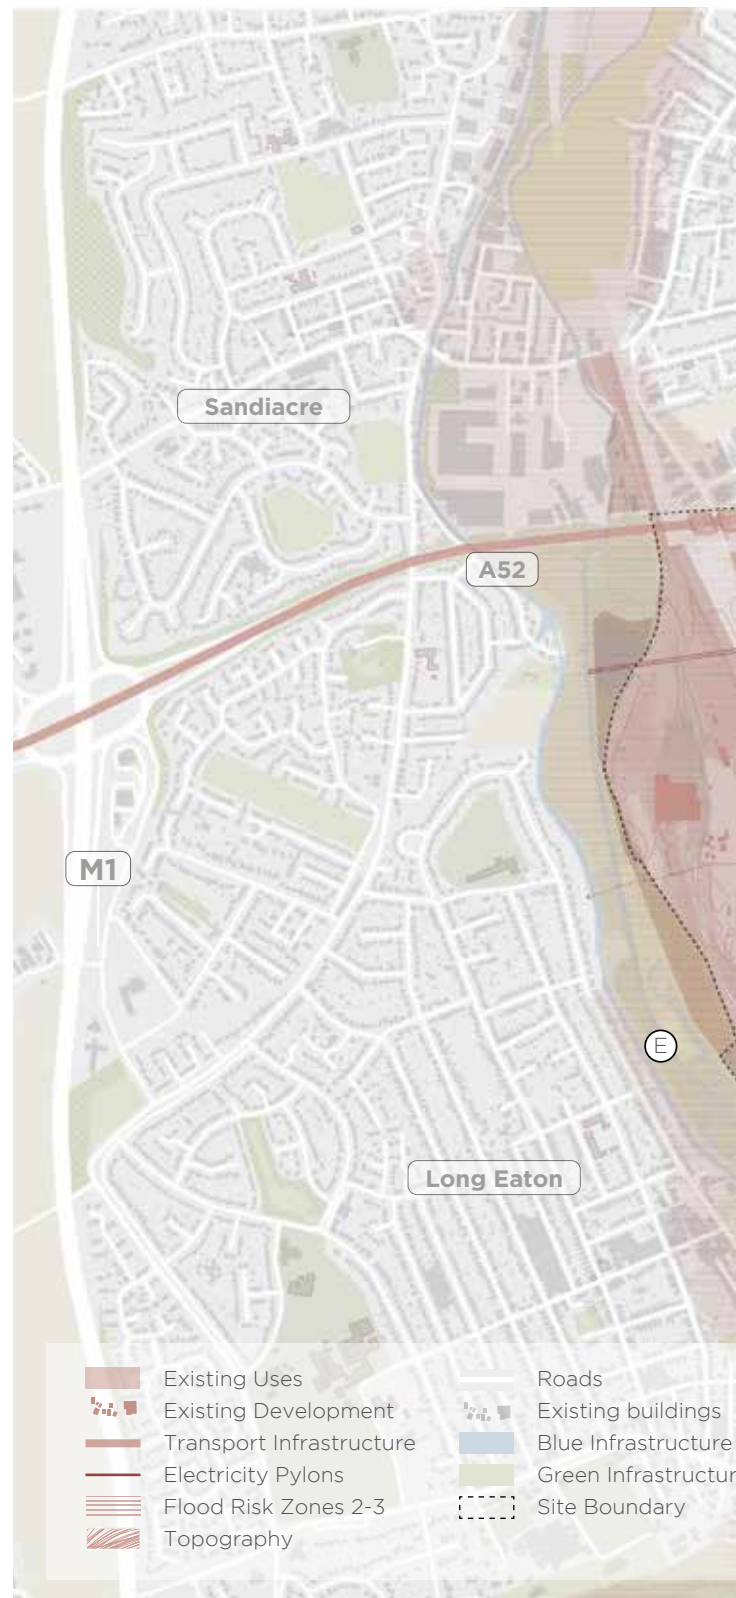 Sandiacre
A52
M1
E
Long Eaton
Existing Uses
Existing Development
Transport Infrastructure
Electricity Pylons
Flood Risk Zones 2-3
Topography
Roads
Existing buildings
Blue Infrastructure
Green Infrastructur
Site Boundary